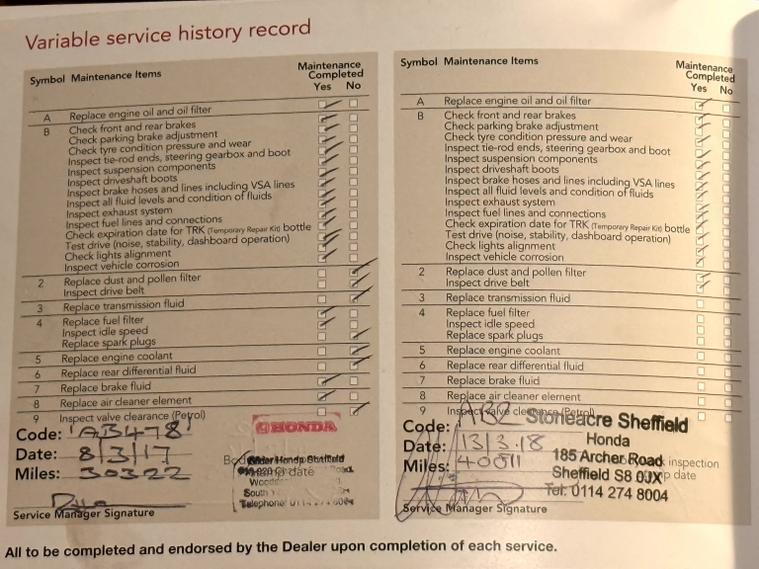 Variable service history record
Symbol Maintenance Items Maintenance Completed Yes No
A Replace engine oil and oil filter
B Check front and rear brakes
Check parking brake adjustment
Check tyre condition pressure and wear
Inspect tie-rod ends, steering gearbox and boot
Inspect suspension components
Inspect driveshaft boots
Inspect brake hoses and lines including VSA lines
Inspect all fluid levels and condition of fluids
Inspect exhaust system
Inspect fuel lines and connections
Check expiration date for TRK (Temporary Repair Kit) bottle
Test drive (noise, stability, dashboard operation)
Check lights alignment
Inspect vehicle corrosion
2 Replace dust and pollen filter
Inspect drive belt
3 Replace transmission fluid
4 Replace fuel filter
Inspect idle speed
Replace spark plugs
5 Replace engine coolant
6 Replace rear differential fluid
7 Replace brake fluid
8 Replace air cleaner element
9 Inspect valve clearance (Petrol)
Code: AB478
Date: 8/3/17
Miles: 30322
HONDA
Honda Sheffield
Road,
South
Telephone:
date
Service Manager Signature
Symbol Maintenance Items Maintenance Completed Yes No
A Replace engine oil and oil filter
B Check front and rear brakes
Check parking brake adjustment
Check tyre condition pressure and wear
Inspect tie-rod ends, steering gearbox and boot
Inspect suspension components
Inspect driveshaft boots
Inspect brake hoses and lines including VSA lines
Inspect all fluid levels and condition of fluids
Inspect exhaust system
Inspect fuel lines and connections
Check expiration date for TRK (Temporary Repair Kit) bottle
Test drive (noise, stability, dashboard operation)
Check lights alignment
Inspect vehicle corrosion
2 Replace dust and pollen filter
Inspect drive belt
3 Replace transmission fluid
4 Replace fuel filter
Inspect idle speed
Replace spark plugs
5 Replace engine coolant
6 Replace rear differential fluid
7 Replace brake fluid
8 Replace air cleaner element
9 Inspect valve clearance (Petrol)
Code: AB2
Date: 13/3.18
Miles: 40011
Stoneacre Sheffield
Honda
185 Archer Road
Sheffield S8 0JX
Tel: 0114 274 8004
inspection
date
Service Manager Signature
All to be completed and endorsed by the Dealer upon completion of each service.